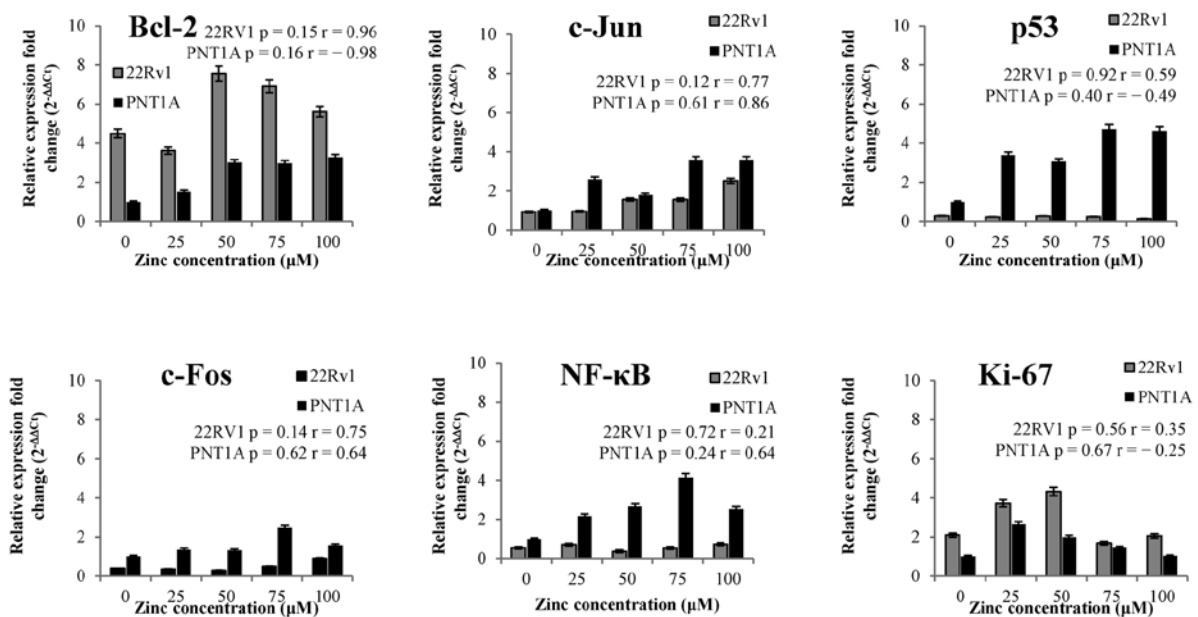 Bcl-2
22RV1 p = 0.15 r = 0.96
PNT1A p = 0.16 r = − 0.98
22Rv1
PNT1A
Relative expression fold
change (2-ΔΔCt)
10
8
6
4
2
0
0 25 50 75 100
Zinc concentration (µM)
c-Jun
22Rv1
PNT1A
22RV1 p = 0.12 r = 0.77
PNT1A p = 0.61 r = 0.86
Relative expression fold
change (2-ΔΔCt)
10
8
6
4
2
0
0 25 50 75 100
Zinc concentration (µM)
p53
22Rv1
PNT1A
22RV1 p = 0.92 r = 0.59
PNT1A p = 0.40 r = − 0.49
Relative expression fold
change (2-ΔΔCt)
10
8
6
4
2
0
0 25 50 75 100
Zinc concentration (µM)
c-Fos
22Rv1
PNT1A
22RV1 p = 0.14 r = 0.75
PNT1A p = 0.62 r = 0.64
Relative expression fold
change (2-ΔΔCt)
10
8
6
4
2
0
0 25 50 75 100
Zinc concentration (µM)
NF-κB
22Rv1
PNT1A
22RV1 p = 0.72 r = 0.21
PNT1A p = 0.24 r = 0.64
Relative expression fold
change (2-ΔΔCt)
10
8
6
4
2
0
0 25 50 75 100
Zinc concentration (µM)
Ki-67
22Rv1
PNT1A
22RV1 p = 0.56 r = 0.35
PNT1A p = 0.67 r = − 0.25
Relative expression fold
change (2-ΔΔCt)
10
8
6
4
2
0
0 25 50 75 100
Zinc concentration (µM)